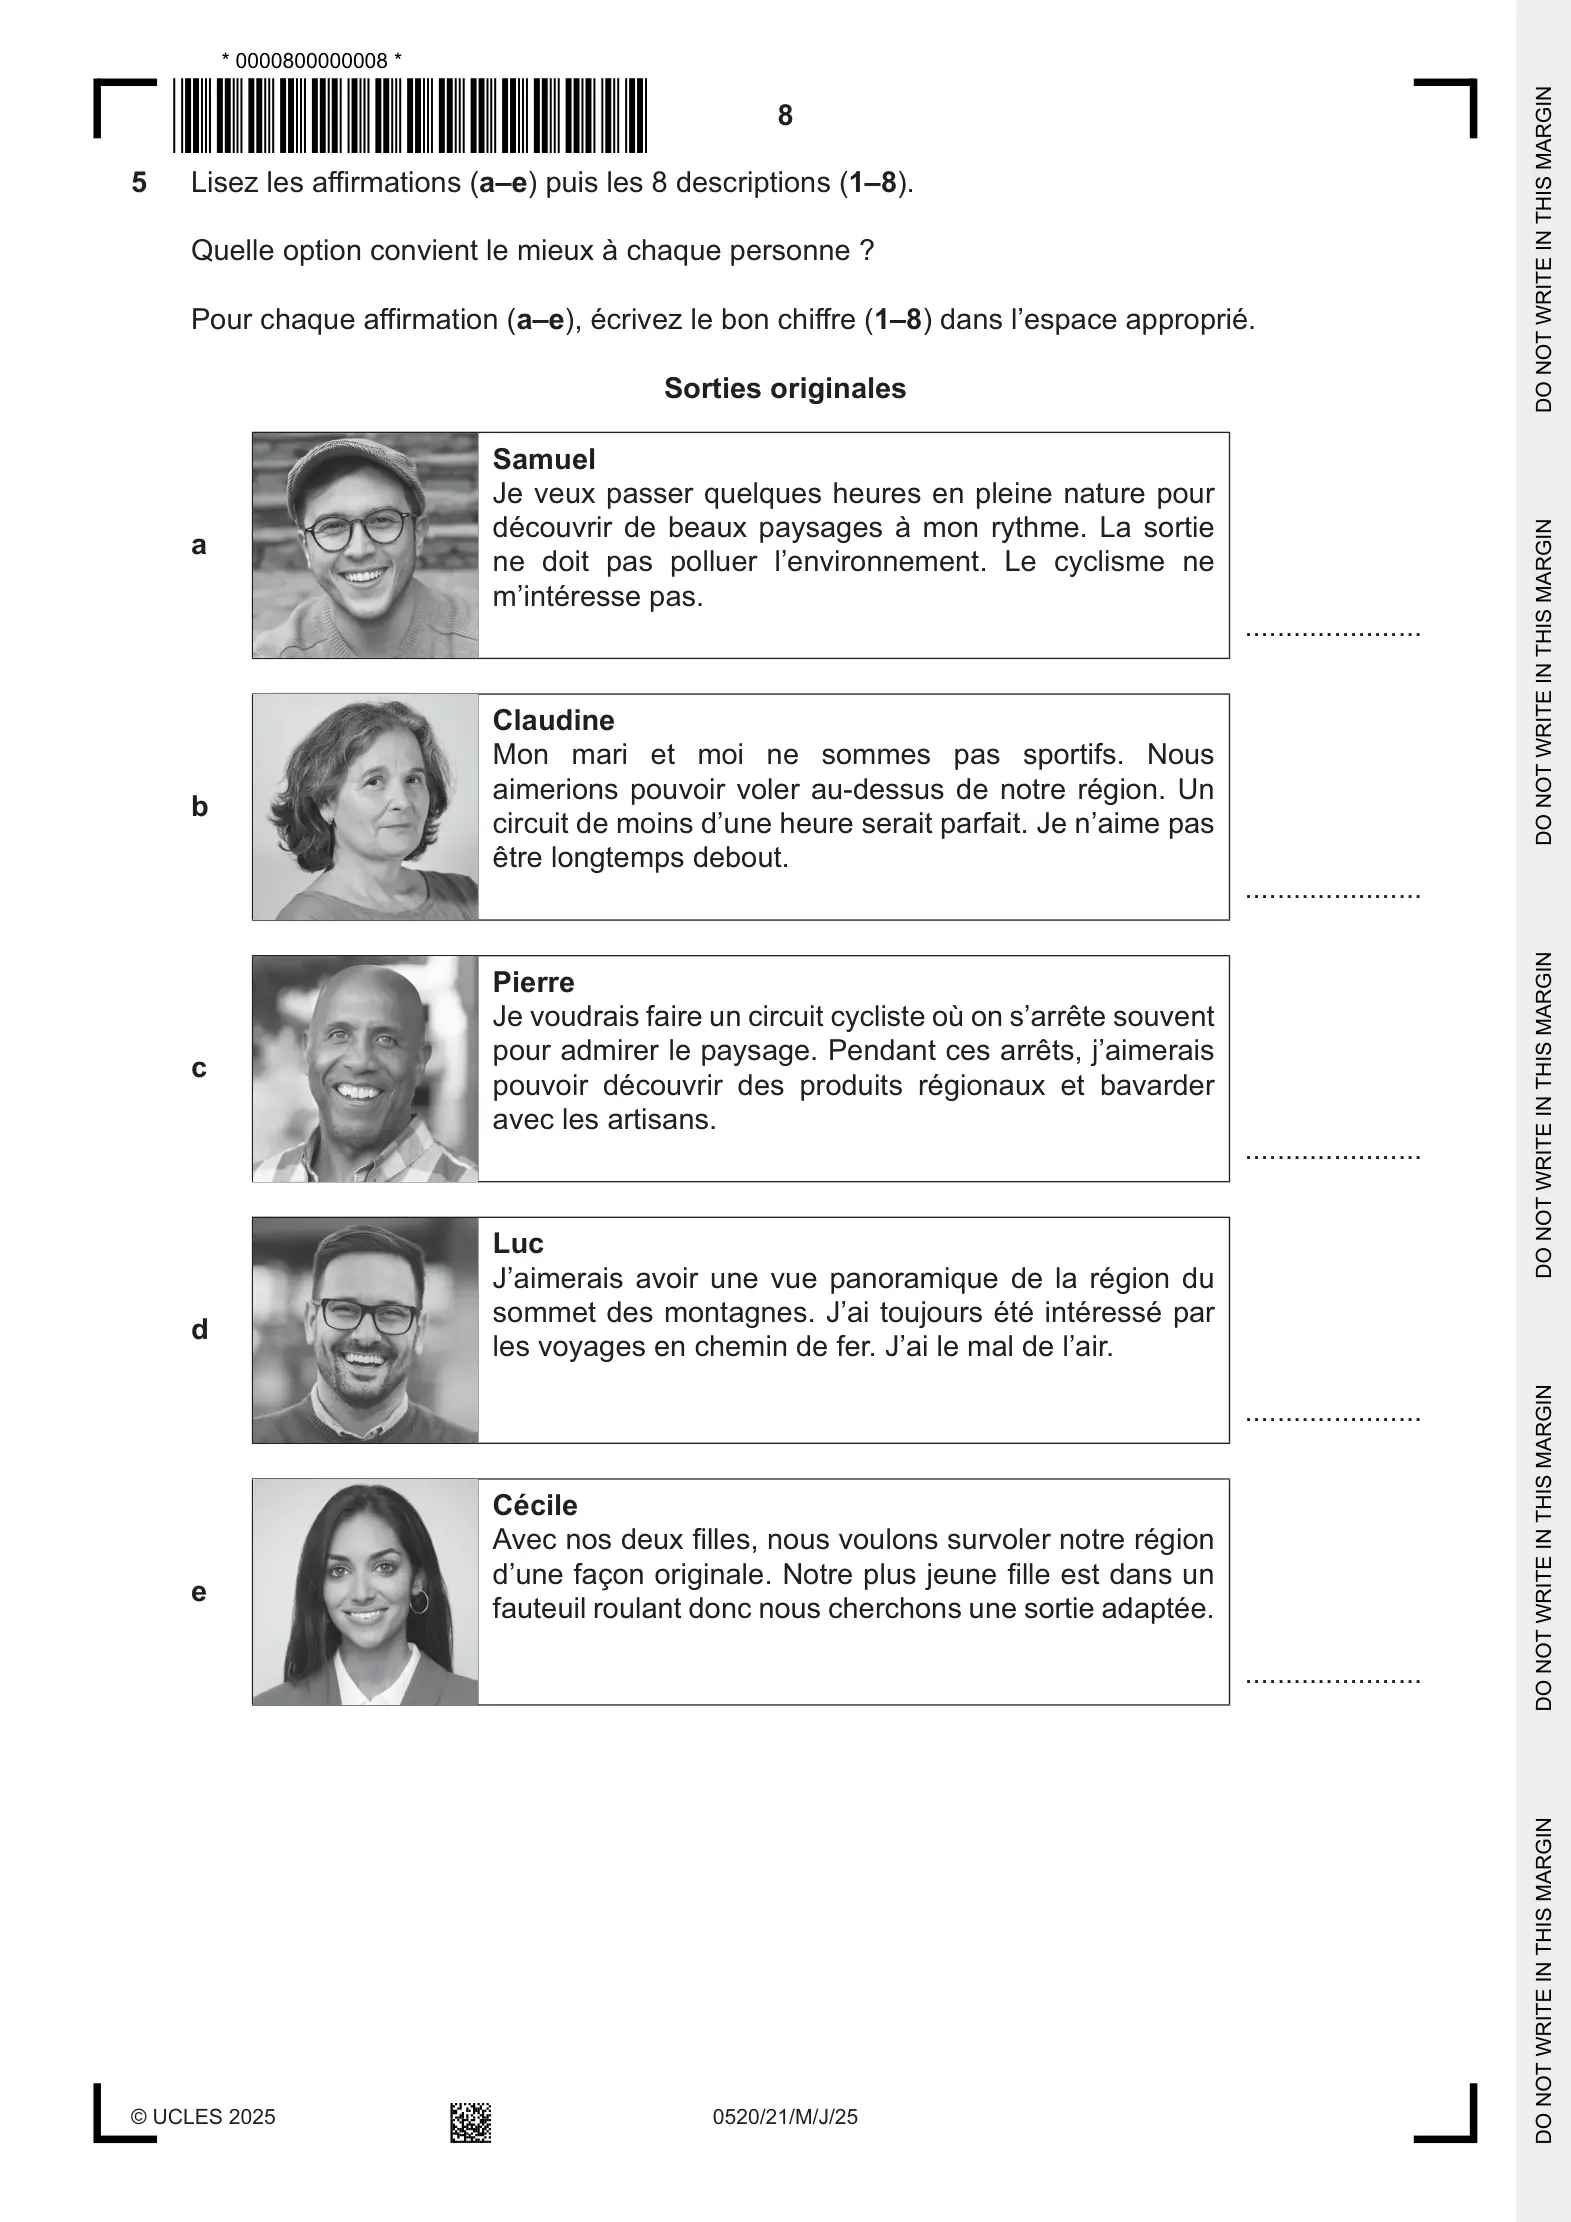 * 0000800000008 *
8
5 Lisez les affirmations (a–e) puis les 8 descriptions (1–8).
Quelle option convient le mieux à chaque personne ?
Pour chaque affirmation (a–e), écrivez le bon chiffre (1–8) dans l’espace approprié.
Sorties originales
a
Samuel
Je veux passer quelques heures en pleine nature pour
découvrir de beaux paysages à mon rythme. La sortie
ne doit pas polluer l’environnement. Le cyclisme ne
m’intéresse pas.
......................
b
Claudine
Mon mari et moi ne sommes pas sportifs. Nous
aimerions pouvoir voler au-dessus de notre région. Un
circuit de moins d’une heure serait parfait. Je n’aime pas
être longtemps debout.
......................
c
Pierre
Je voudrais faire un circuit cycliste où on s’arrête souvent
pour admirer le paysage. Pendant ces arrêts, j’aimerais
pouvoir découvrir des produits régionaux et bavarder
avec les artisans.
......................
d
Luc
J’aimerais avoir une vue panoramique de la région du
sommet des montagnes. J’ai toujours été intéressé par
les voyages en chemin de fer. J’ai le mal de l’air.
......................
e
Cécile
Avec nos deux filles, nous voulons survoler notre région
d’une façon originale. Notre plus jeune fille est dans un
fauteuil roulant donc nous cherchons une sortie adaptée.
......................
© UCLES 2025
0520/21/M/J/25
DO NOT WRITE IN THIS MARGIN
DO NOT WRITE IN THIS MARGIN
DO NOT WRITE IN THIS MARGIN
DO NOT WRITE IN THIS MARGIN
DO NOT WRITE IN THIS MARGIN